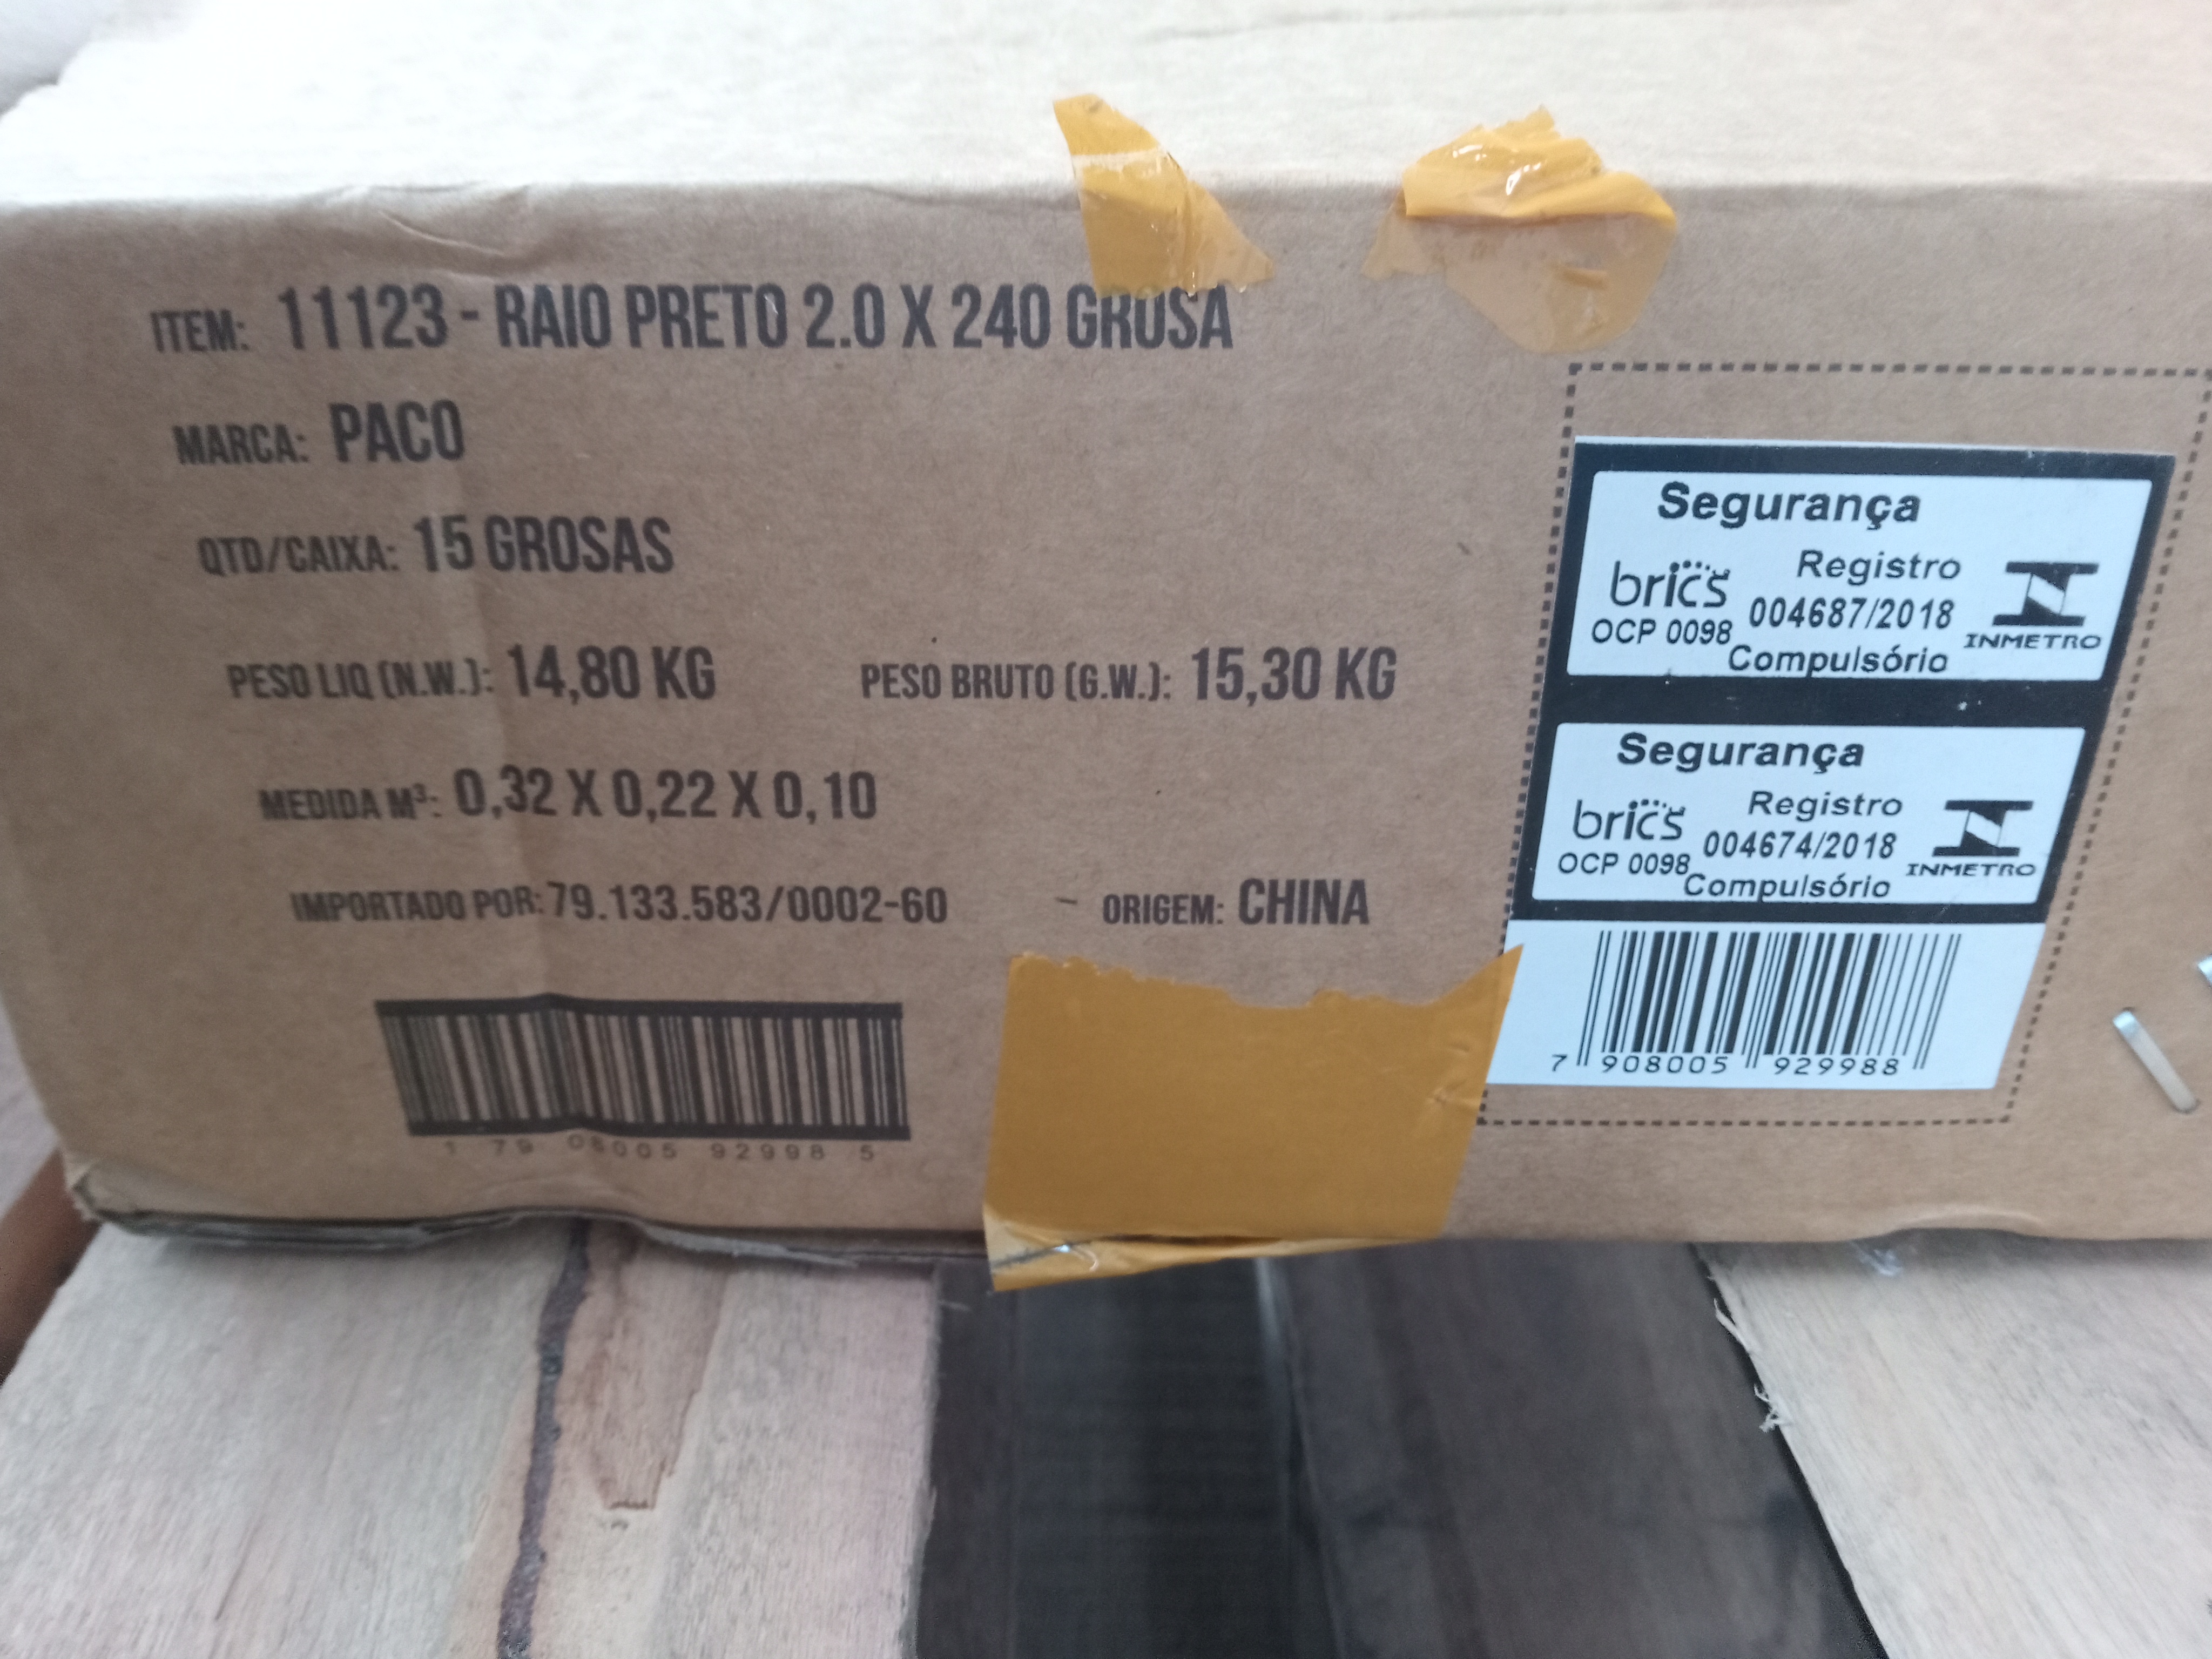 ITEM: 11123 - RAIO PRETO 2.0 X 240 GROSA
MARCA: PACO
QTD/CAIXA: 15 GROSAS
PESO LIQ (N.W.): 14,80 KG PESO BRUTO (G.W.): 15,30 KG
MEDIDA M³: 0,32 X 0,22 X 0,10
IMPORTADO POR: 79.133.583/0002-60 ORIGEM: CHINA
1 79 08005 92998 5
Segurança
brics
OCP 0098
Registro
004687/2018
Compulsório
INMETRO
Segurança
brics
OCP 0098
Registro
004674/2018
Compulsório
INMETRO
7 908005 929988